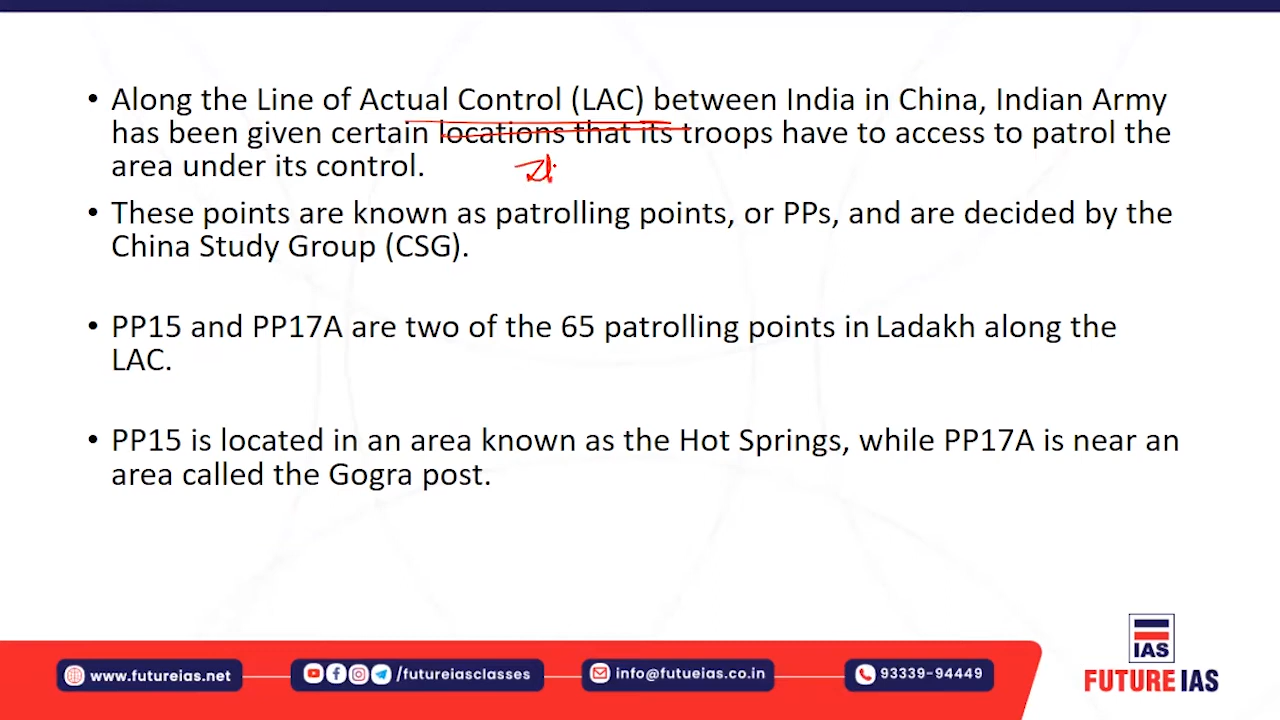 • Along the Line of Actual Control (LAC) between India in China, Indian Army
has been given certain locations that its troops have to access to patrol the
area under its control.
• These points are known as patrolling points, or PPs, and are decided by the
China Study Group (CSG).
• PP15 and PP17A are two of the 65 patrolling points in Ladakh along the
LAC.
• PP15 is located in an area known as the Hot Springs, while PP17A is near an
area called the Gogra post.
IAS
FUTURE IAS
www.futureias.net
/futureiasclasses
info@futueias.co.in
93339-94449